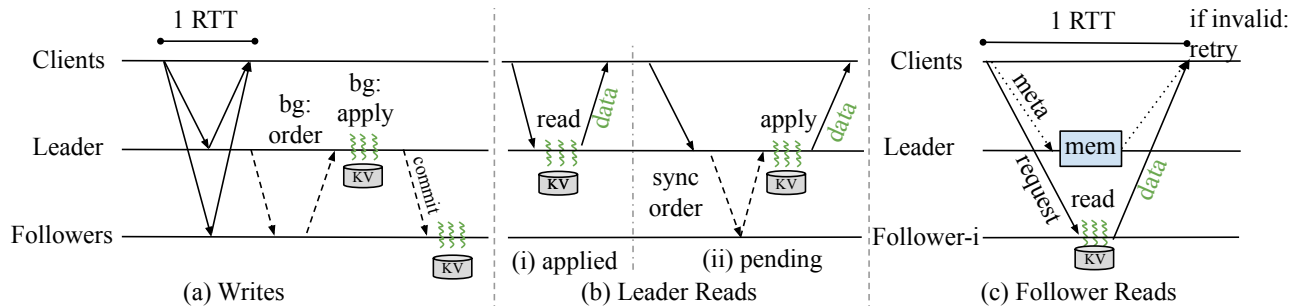 1 RTT
Clients
bg:
order
bg:
apply
Leader
KV
commit
Followers
KV
(a) Writes
read
data
KV
sync
order
apply
data
KV
(i) applied
(ii) pending
(b) Leader Reads
1 RTT
if invalid:
retry
Clients
meta
Leader
mem
request
read
data
Follower-i
KV
(c) Follower Reads